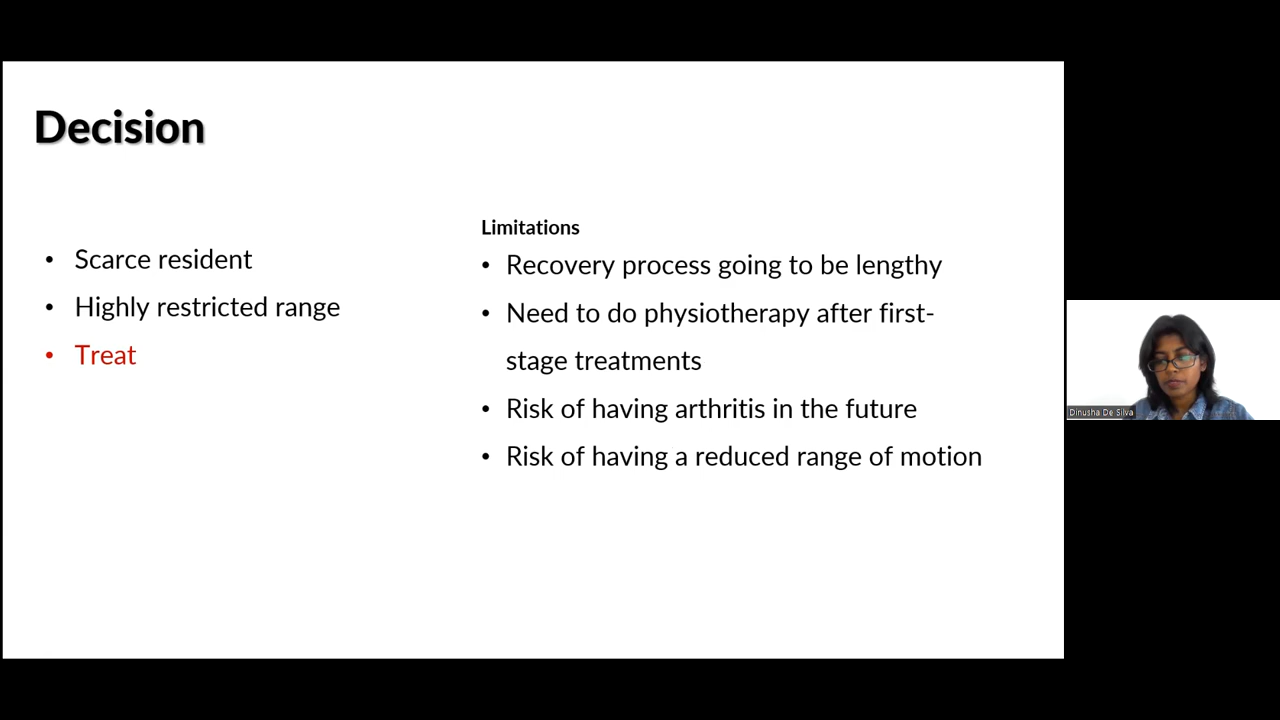 Decision
• Scarce resident
• Highly restricted range
• Treat
Limitations
• Recovery process going to be lengthy
• Need to do physiotherapy after first-
stage treatments
• Risk of having arthritis in the future
• Risk of having a reduced range of motion
Dinusha De Silva